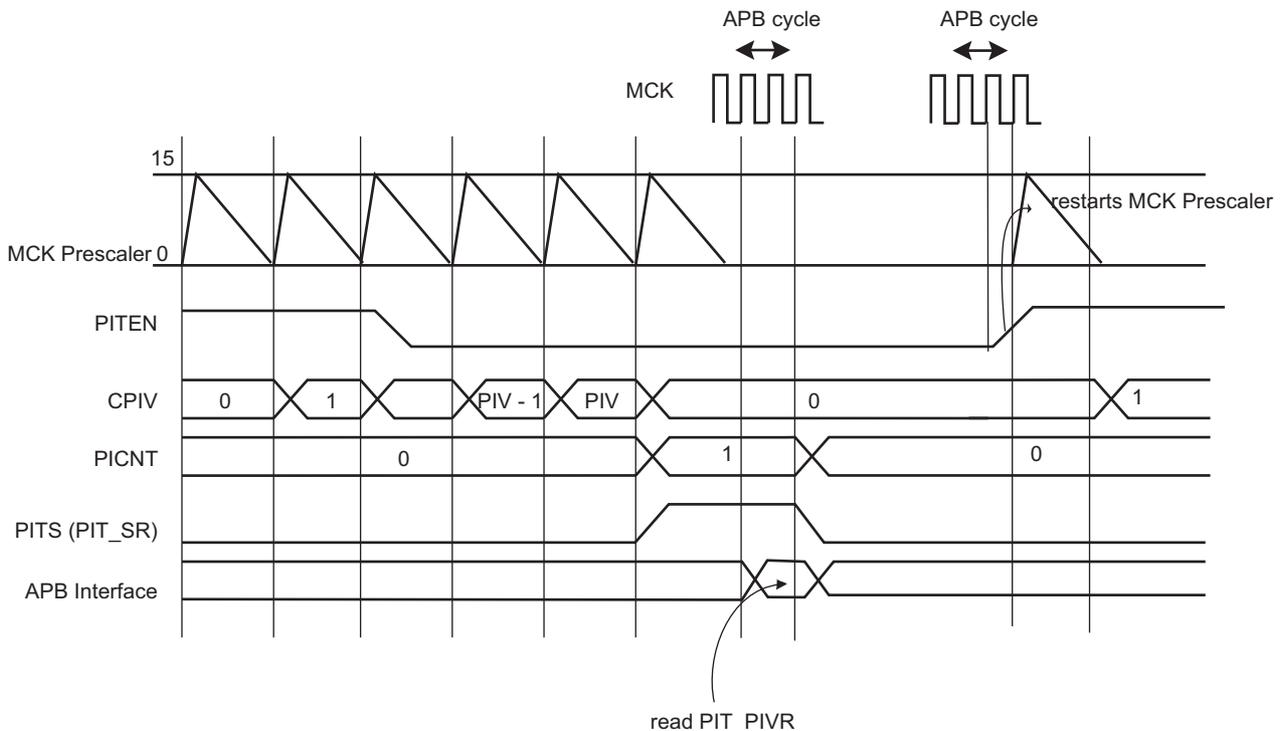 APB cycle
APB cycle
MCK
15
restarts MCK Prescaler
MCK Prescaler 0
PITEN
CPIV
0
1
PIV - 1
PIV
0
1
PICNT
0
1
0
PITS (PIT_SR)
APB Interface
read PIT PIVR